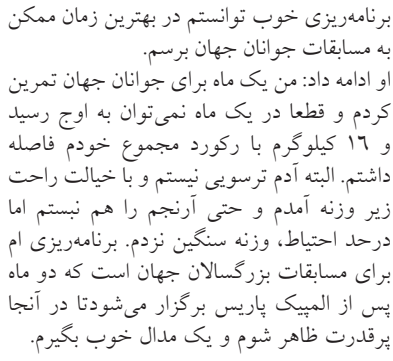 برنامه‌ریزی خوب توانستم در بهترین زمان ممکن
به مسابقات جوانان جهان برسم.
او ادامه داد: من یک ماه برای جوانان جهان تمرین
کردم و قطعا در یک ماه نمی‌توان به اوج رسید
و ۱۶ کیلوگرم با رکورد مجموع خودم فاصله
داشتم. البته آدم ترسویی نیستم و با خیالت راحت
زیر وزنه آمدم و حتی آرنجم را هم نبستم اما
درحد احتیاط، وزنه سنگین نزدم. برنامه‌ریزی ام
برای مسابقات بزرگسالان جهان است که دو ماه
پس از المپیک پاریس برگزار می‌شودتا در آنجا
پرقدرت ظاهر شوم و یک مدال خوب بگیرم.